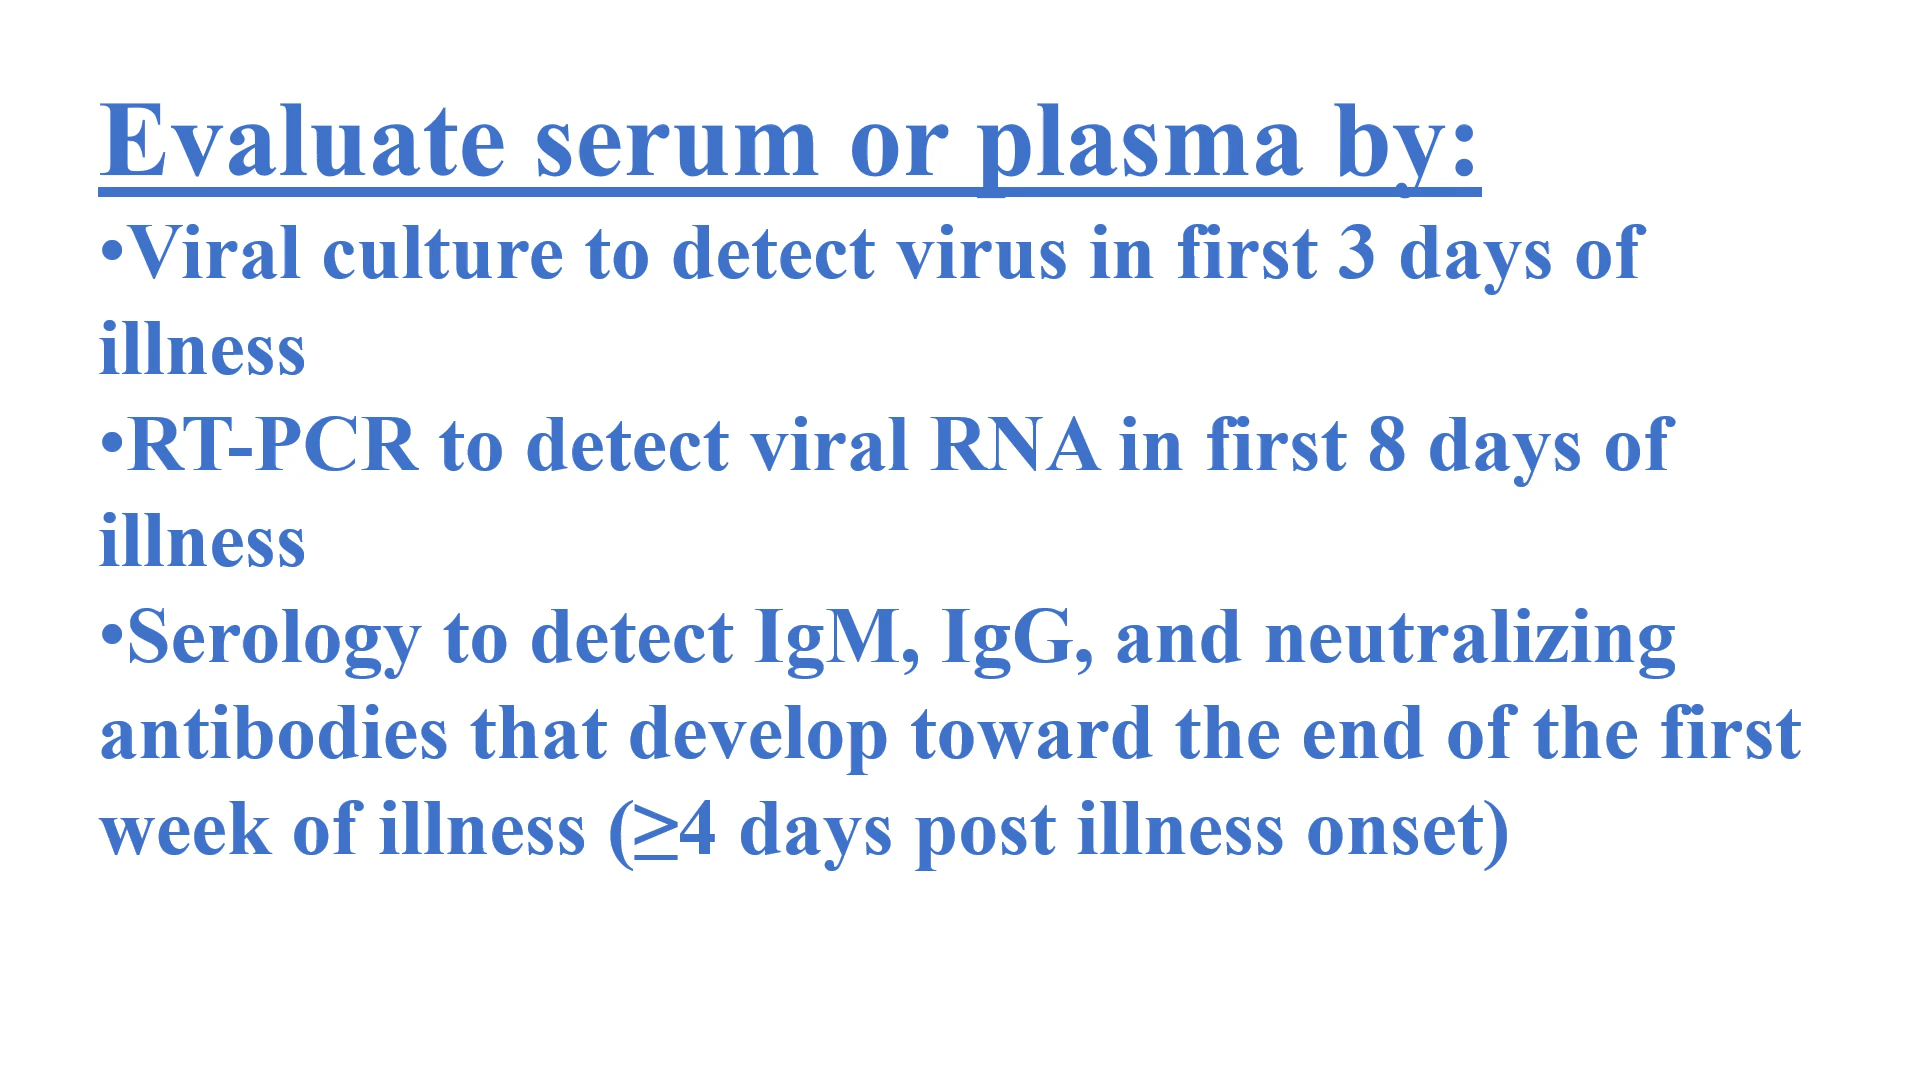 Evaluate serum or plasma by:
•Viral culture to detect virus in first 3 days of
illness
•RT-PCR to detect viral RNA in first 8 days of
illness
•Serology to detect IgM, IgG, and neutralizing
antibodies that develop toward the end of the first
week of illness (≥4 days post illness onset)